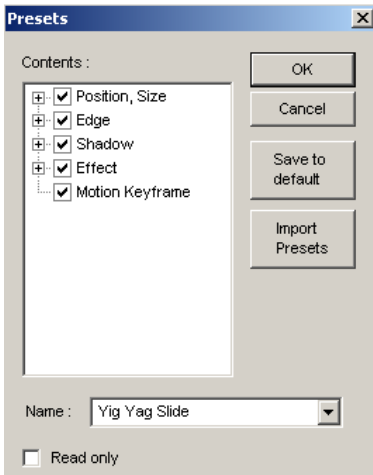 Presets
Contents :
OK
Position, Size
Edge
Cancel
Shadow
Effect
Save to
default
Motion Keyframe
Import
Presets
Name :
Yig Yag Slide
Read only